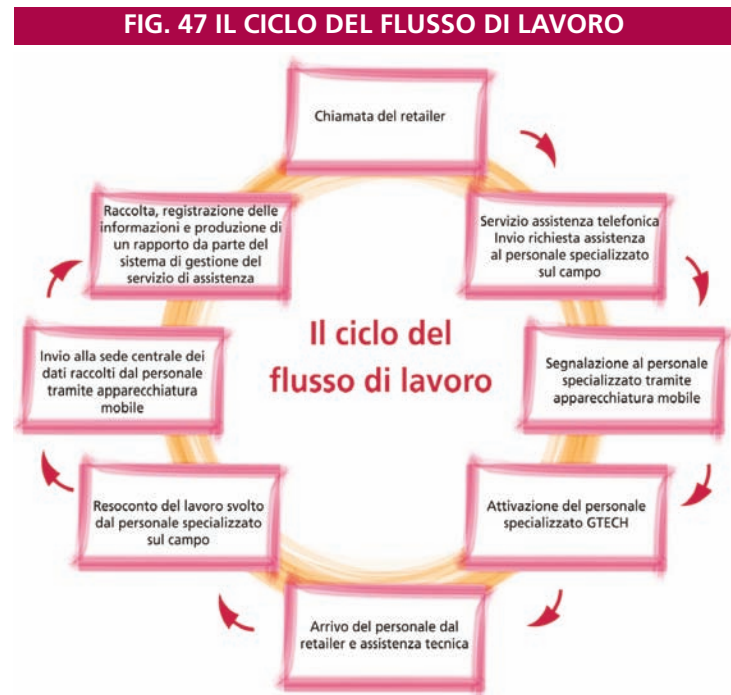 FIG. 47 IL CICLO DEL FLUSSO DI LAVORO
Chiamata del retailer
Servizio assistenza telefonica
Invio richiesta assistenza
al personale specializzato
sul campo
Segnalazione al personale
specializzato tramite
apparecchiatura mobile
Attivazione del personale
specializzato GTECH
Arrivo del personale dal
retailer e assistenza tecnica
Resoconto del lavoro svolto
dal personale specializzato
sul campo
Invio alla sede centrale dei
dati raccolti dal personale
tramite apparecchiatura
mobile
Raccolta, registrazione delle
informazioni e produzione di
un rapporto da parte del
sistema di gestione del
servizio di assistenza
Il ciclo del
flusso di lavoro